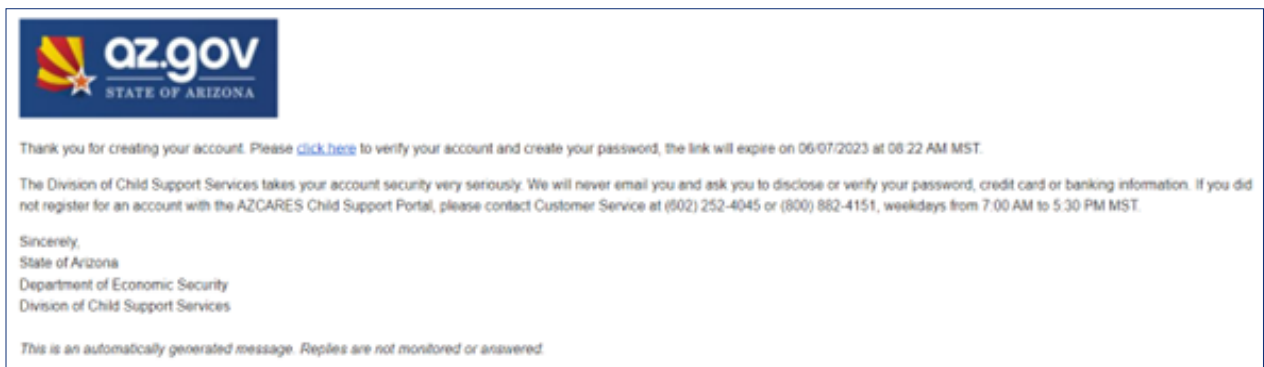 az.gov
STATE OF ARIZONA
Thank you for creating your account. Please click here to verify your account and create your password, the link will expire on 06/07/2023 at 08:22 AM MST.
The Division of Child Support Services takes your account security very seriously. We will never email you and ask you to disclose or verify your password, credit card or banking information. If you did
not register for an account with the AZCARES Child Support Portal, please contact Customer Service at (602) 252-4045 or (800) 882-4151, weekdays from 7:00 AM to 5:30 PM MST.
Sincerely,
State of Arizona
Department of Economic Security
Division of Child Support Services
This is an automatically generated message. Replies are not monitored or answered.